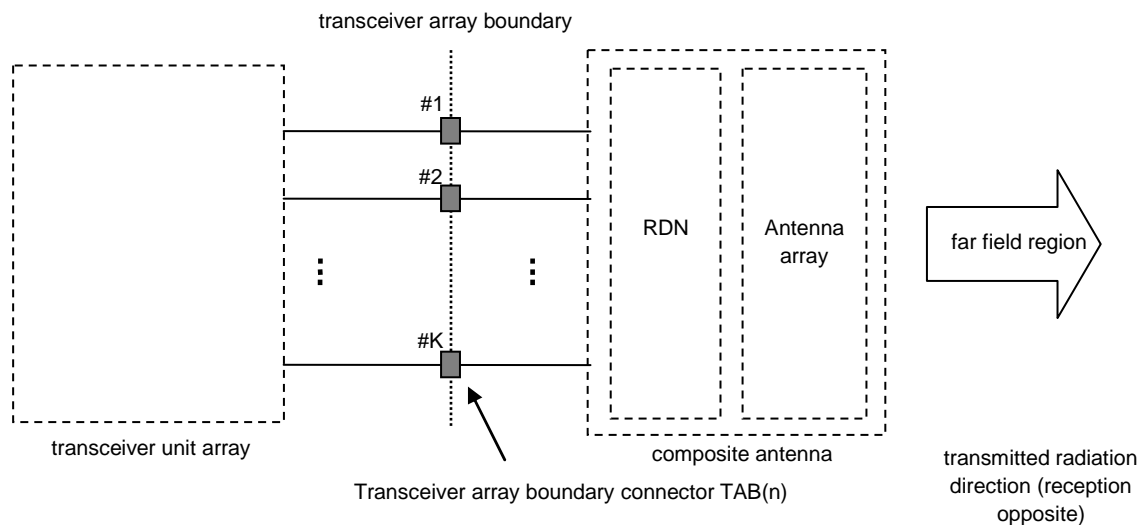 transceiver array boundary
#1
#2
#K
RDN
Antenna
array
far field region
transceiver unit array
composite antenna
Transceiver array boundary connector TAB(n)
transmitted radiation
direction (reception
opposite)